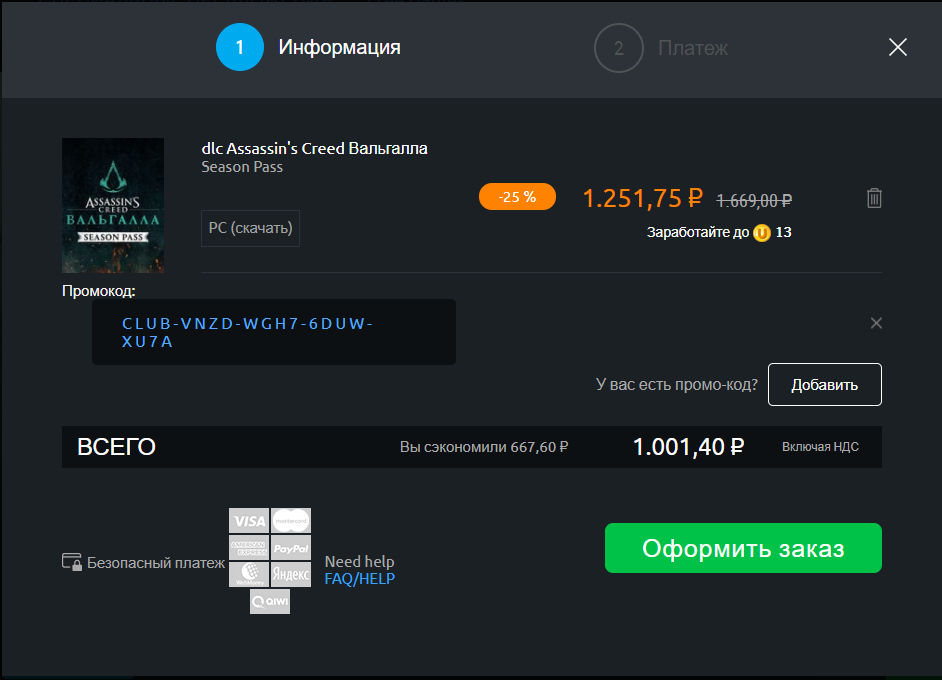 1 Информация
2 Платеж
dlc Assassin's Creed Вальгалла
Season Pass
ASSASSIN'S
CREED
ВАЛЬГАЛЛА
SEASON PASS
PC (скачать)
-25 %
1.251,75 ₽ 1 669,00 ₽
Заработайте до U 13
Промокод:
CLUB-VNZD-WGH7-6DUW-
XU7A
У вас есть промо-код? Добавить
ВСЕГО Вы сэкономили 667,60 ₽ 1.001,40 ₽ Включая НДС
Безопасный платеж
VISA mastercard
AMERICAN EXPRESS PayPal
WebMoney Яндекс
QIWI
Need help
FAQ/HELP
Оформить заказ